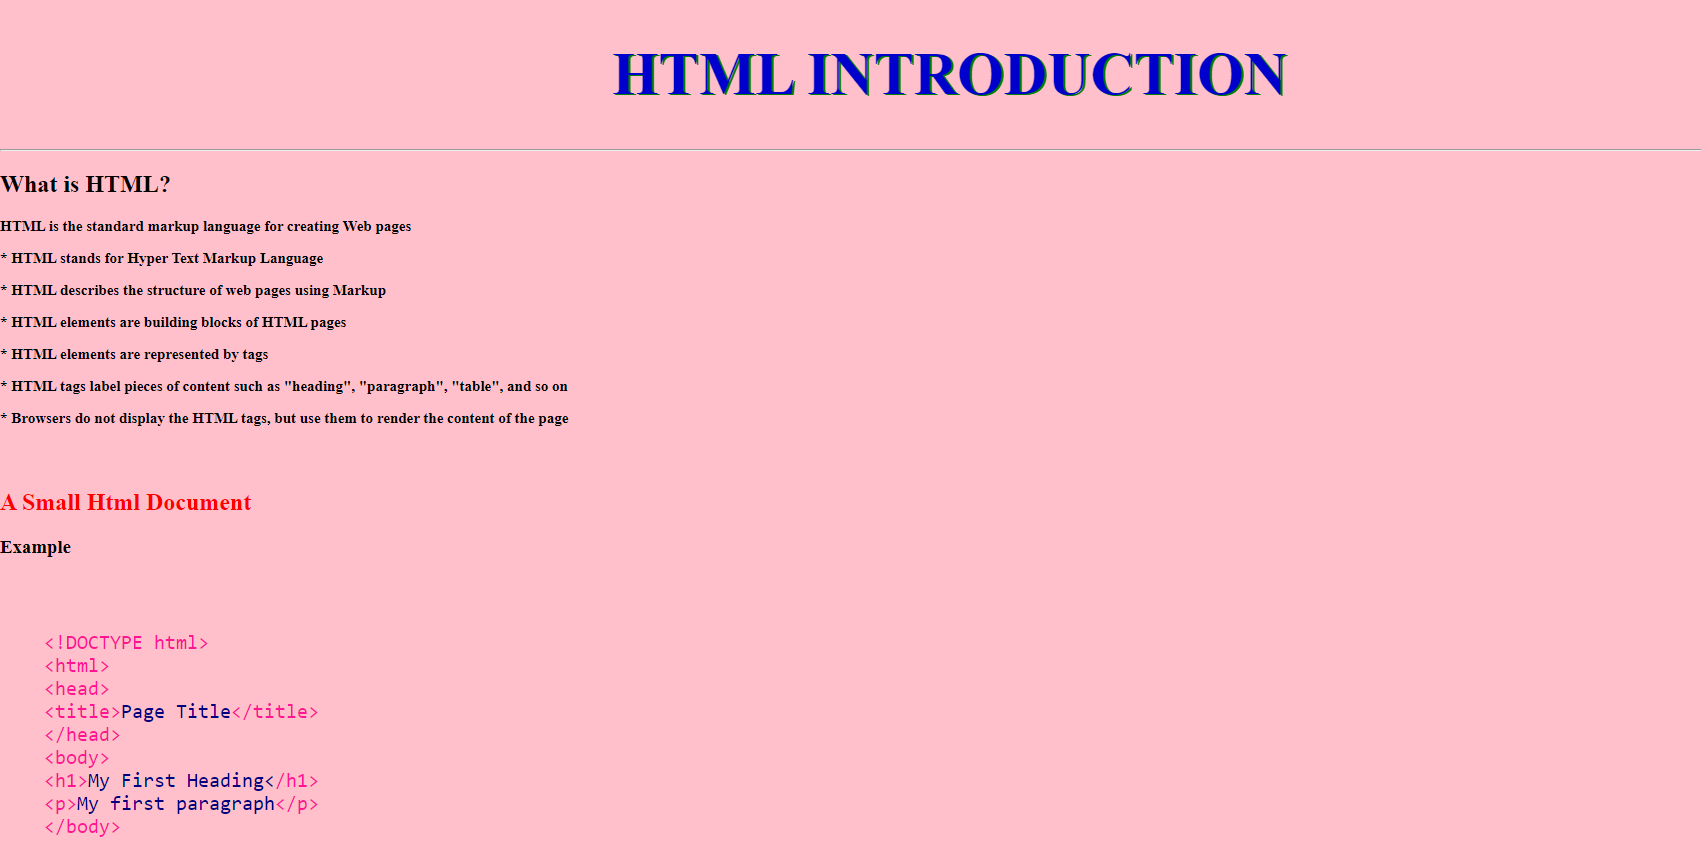 HTML INTRODUCTION
What is HTML?
HTML is the standard markup language for creating Web pages
* HTML stands for Hyper Text Markup Language
* HTML describes the structure of web pages using Markup
* HTML elements are building blocks of HTML pages
* HTML elements are represented by tags
* HTML tags label pieces of content such as "heading", "paragraph", "table", and so on
* Browsers do not display the HTML tags, but use them to render the content of the page
A Small Html Document
Example
<!DOCTYPE html>
<html>
<head>
<title>Page Title</title>
</head>
<body>
<h1>My First Heading</h1>
<p>My first paragraph</p>
</body>